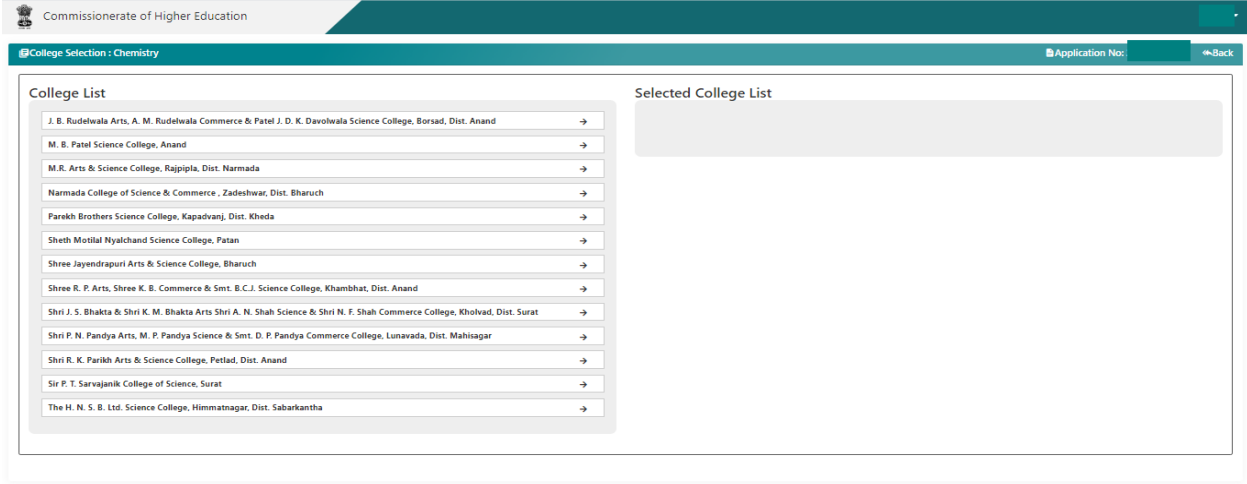 Commissionerate of Higher Education
College Selection : Chemistry
Application No:
Back
College List
J. B. Rudelwala Arts, A. M. Rudelwala Commerce & Patel J. D. K. Davolwala Science College, Borsad, Dist. Anand
M. B. Patel Science College, Anand
M.R. Arts & Science College, Rajpipla, Dist. Narmada
Narmada College of Science & Commerce , Zadeshwar, Dist. Bharuch
Parekh Brothers Science College, Kapadvanj, Dist. Kheda
Sheth Motilal Nyalchand Science College, Patan
Shree Jayendrapuri Arts & Science College, Bharuch
Shree R. P. Arts, Shree K. B. Commerce & Smt. B.C.J. Science College, Khambhat, Dist. Anand
Shri J. S. Bhakta & Shri K. M. Bhakta Arts Shri A. N. Shah Science & Shri N. F. Shah Commerce College, Kholvad, Dist. Surat
Shri P. N. Pandya Arts, M. P. Pandya Science & Smt. D. P. Pandya Commerce College, Lunavada, Dist. Mahisagar
Shri R. K. Parikh Arts & Science College, Petlad, Dist. Anand
Sir P. T. Sarvajanik College of Science, Surat
The H. N. S. B. Ltd. Science College, Himmatnagar, Dist. Sabarkantha
Selected College List